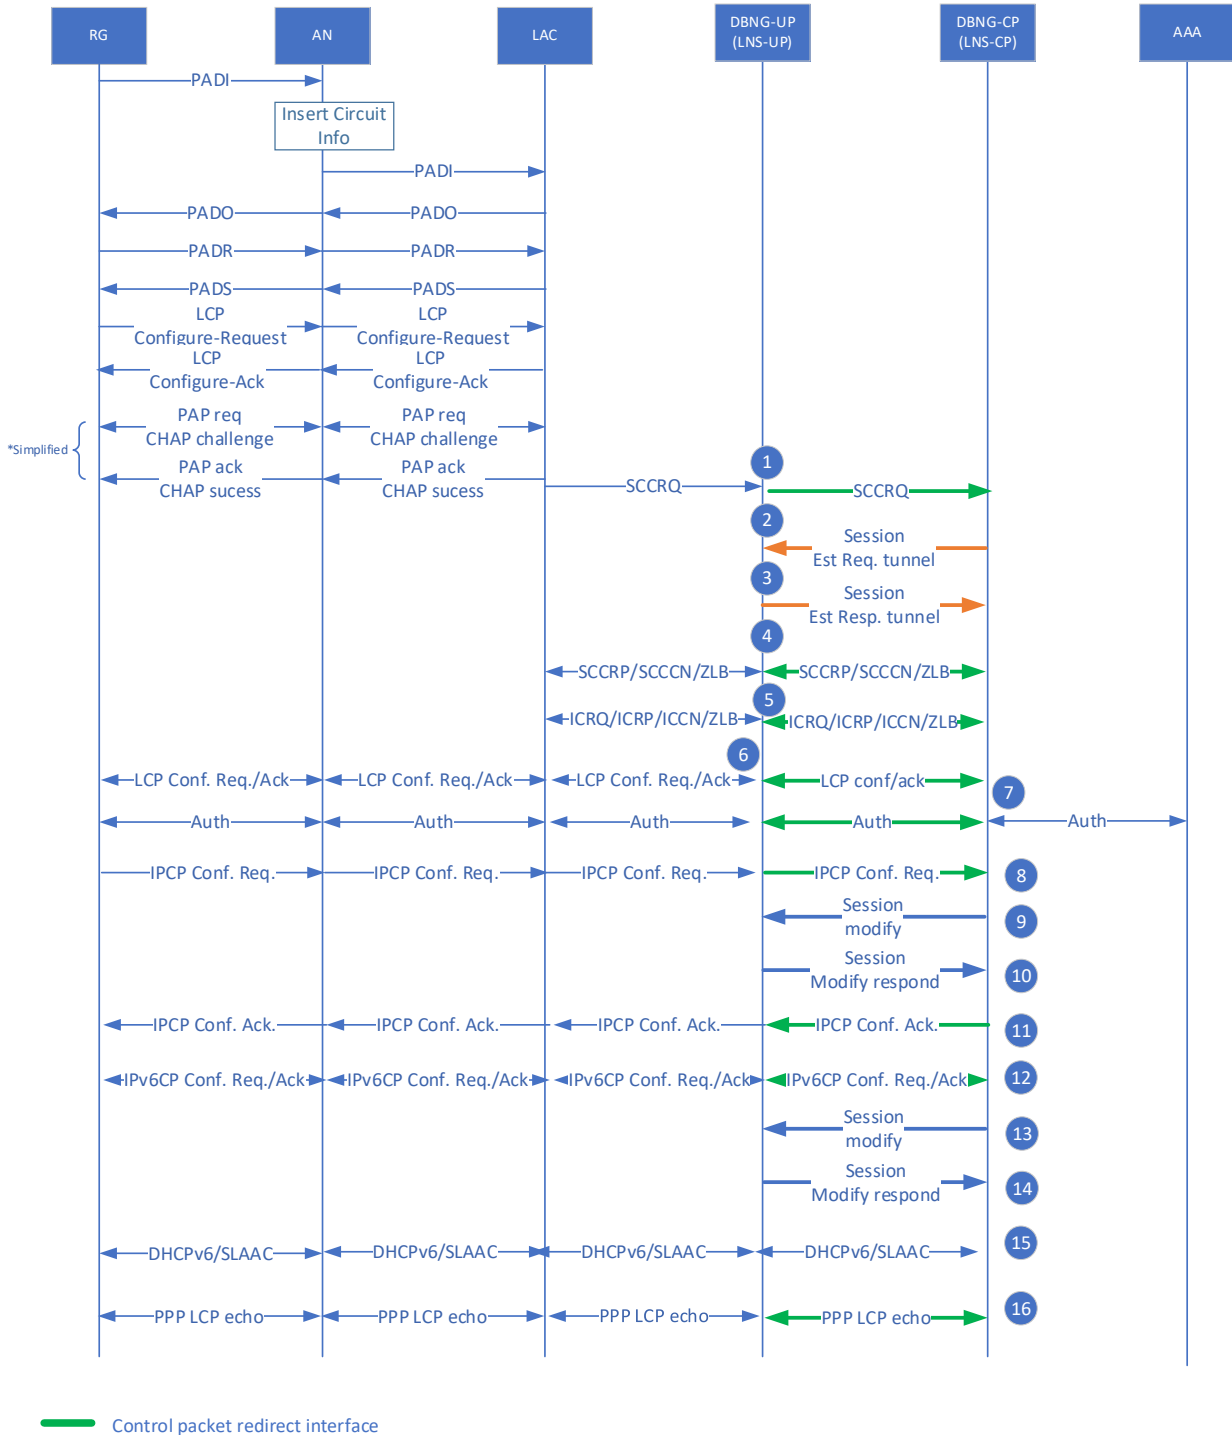 RG
AN
LAC
DBNG-UP
(LNS-UP)
DBNG-CP
(LNS-CP)
AAA
PADI
Insert Circuit
Info
PADI
PADO PADO
PADR PADR
PADS PADS
LCP
Configure-Request
LCP
Configure-Request
LCP
Configure-Ack
LCP
Configure-Ack
*Simplified
PAP req
CHAP challenge
PAP req
CHAP challenge
PAP ack
CHAP sucess
PAP ack
CHAP sucess
1
SCCRQ SCCRQ
2
Session
Est Req. tunnel
3
Session
Est Resp. tunnel
4
SCCRP/SCCCN/ZLB SCCRP/SCCCN/ZLB
5
ICRQ/ICRP/ICCN/ZLB ICRQ/ICRP/ICCN/ZLB
6
LCP Conf. Req./Ack LCP Conf. Req./Ack LCP Conf. Req./Ack LCP conf/ack
7
Auth Auth Auth Auth Auth
IPCP Conf. Req. IPCP Conf. Req. IPCP Conf. Req. IPCP Conf. Req. 8
Session
modify
9
Session
Modify respond
10
IPCP Conf. Ack. IPCP Conf. Ack. IPCP Conf. Ack. IPCP Conf. Ack. 11
IPv6CP Conf. Req./Ack IPv6CP Conf. Req./Ack IPv6CP Conf. Req./Ack IPv6CP Conf. Req./Ack 12
Session
modify
13
Session
Modify respond
14
DHCPv6/SLAAC DHCPv6/SLAAC DHCPv6/SLAAC DHCPv6/SLAAC 15
PPP LCP echo PPP LCP echo PPP LCP echo PPP LCP echo 16
Control packet redirect interface